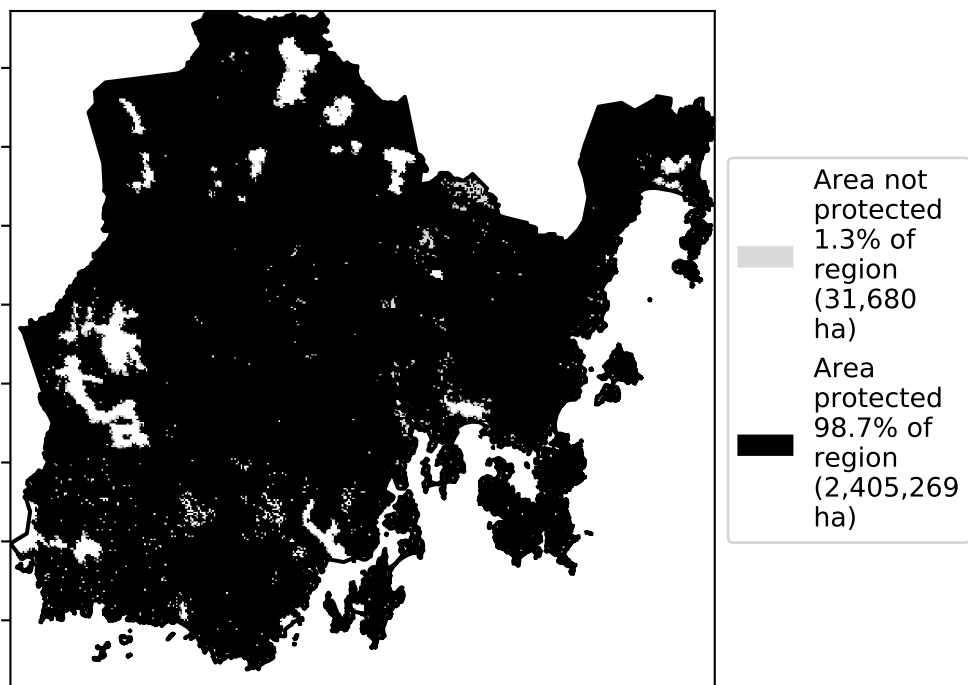 Area not
protected
1.3% of
region
(31,680
ha)
Area
protected
98.7% of
region
(2,405,269
ha)